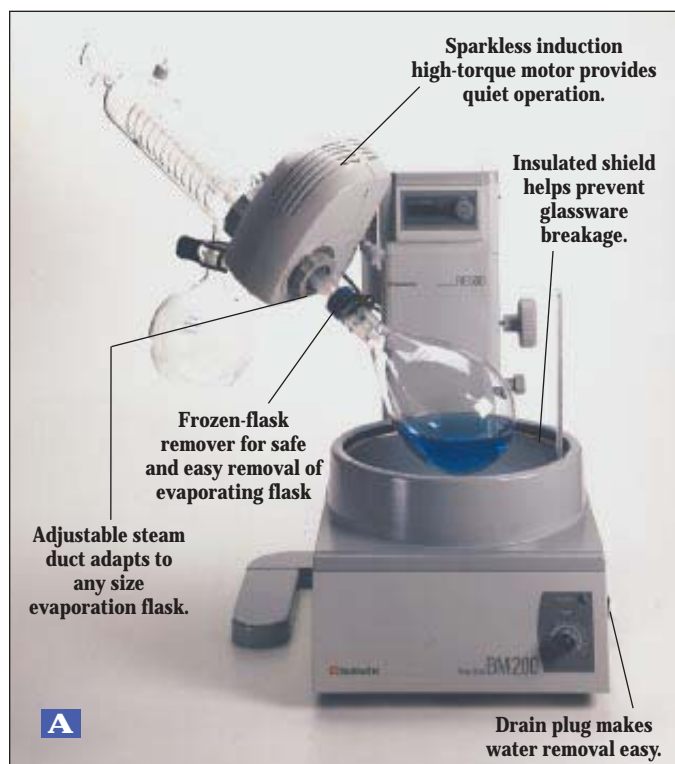 Sparkless induction
high-torque motor provides
quiet operation.
Insulated shield
helps prevent
glassware
breakage.
Frozen-flask
remover for safe
and easy removal of
evaporating flask
Adjustable steam
duct adapts to
any size
evaporation flask.
BM200
A
Drain plug makes
water removal easy.